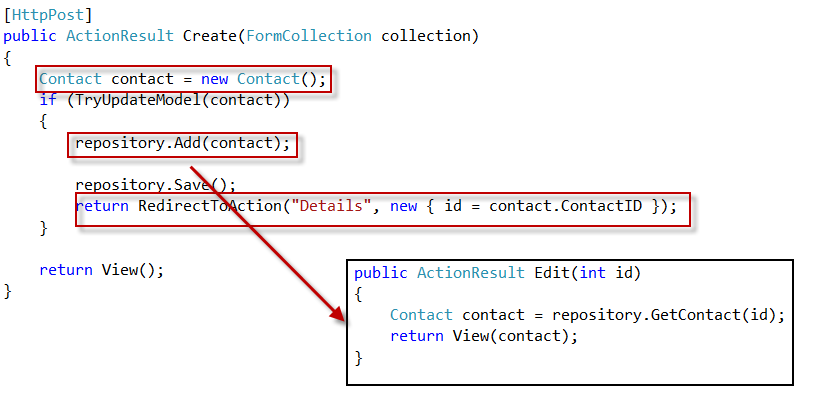 [HttpPost]
public ActionResult Create(FormCollection collection)
{
    Contact contact = new Contact();
    if (TryUpdateModel(contact))
    {
        repository.Add(contact);
        repository.Save();
        return RedirectToAction("Details", new { id = contact.ContactID });
    }
    return View();
}
public ActionResult Edit(int id)
{
    Contact contact = repository.GetContact(id);
    return View(contact);
}